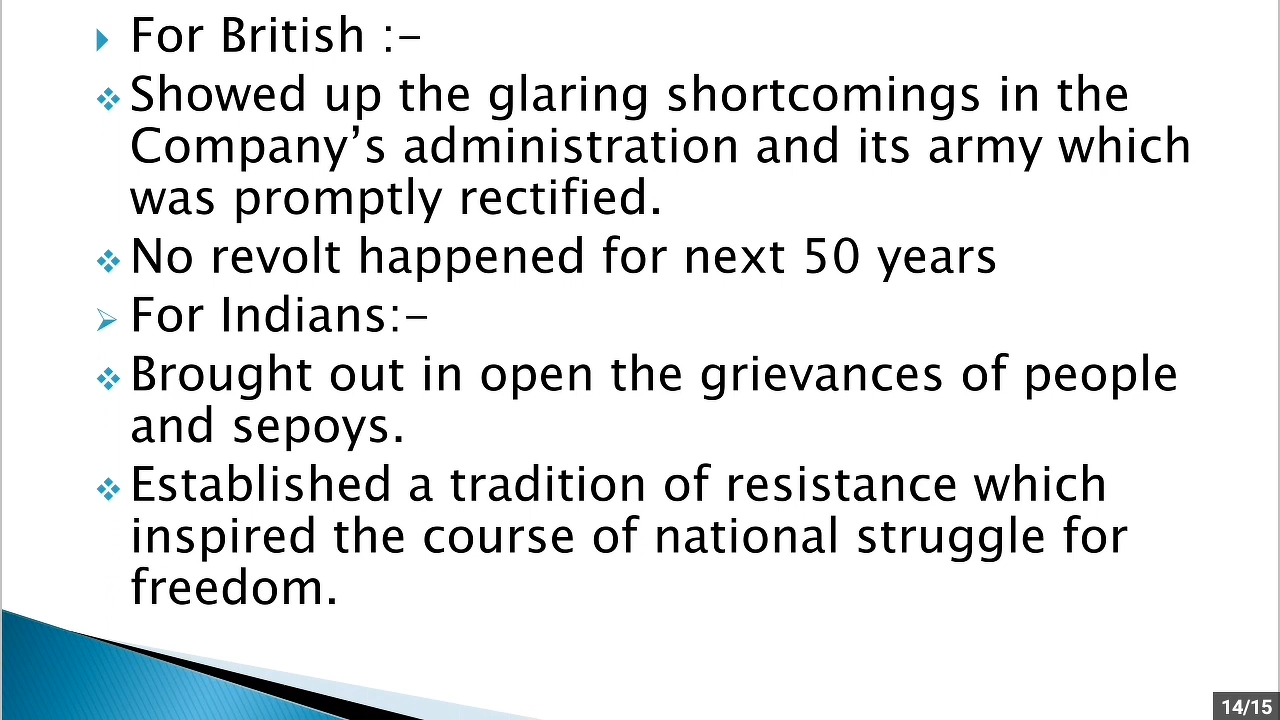 For British :–
Showed up the glaring shortcomings in the
Company’s administration and its army which
was promptly rectified.
No revolt happened for next 50 years
For Indians:–
Brought out in open the grievances of people
and sepoys.
Established a tradition of resistance which
inspired the course of national struggle for
freedom.
14/15